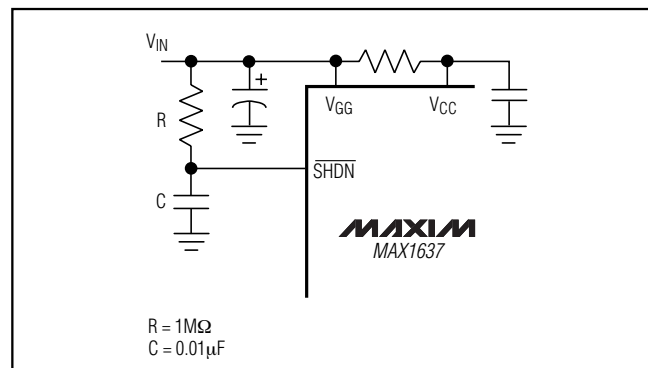 VIN
+
R
VGG
VCC
SHDN
C
MAXIM
MAX1637
R = 1MΩ
C = 0.01μF